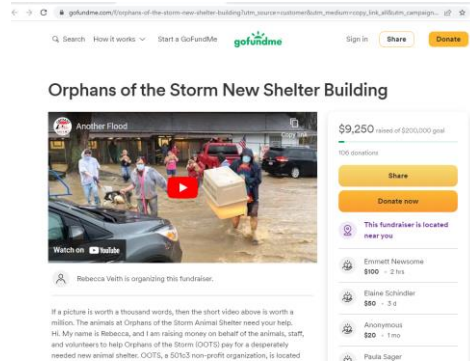 gofundme.com/f/orphans-of-the-storm-new-shelter-building?utm_source=customer&utm_medium=copy_link_all&utm_campaign...
Search How it works Start a GoFundMe gofundme Sign in Share Donate
Orphans of the Storm New Shelter Building
Another Flood
Copy link
Watch on YouTube
Rebecca Veith is organizing this fundraiser.
If a picture is worth a thousand words, then the short video above is worth a
million. The animals at Orphans of the Storm Animal Shelter need your help.
Hi. My name is Rebecca, and I am raising money on behalf of the animals, staff,
and volunteers to help Orphans of the Storm (OOTS) pay for a desperately
needed new animal shelter. OOTS, a 501c3 non-profit organization, is located
$9,250 raised of $200,000 goal
donations
Share
Donate now
This fundraiser is located
near you
Emmett Newsome
$100 • 2 hrs
Elaine Schindler
$50 • 3 d
Anonymous
$20 • 1 mo
Paula Sager